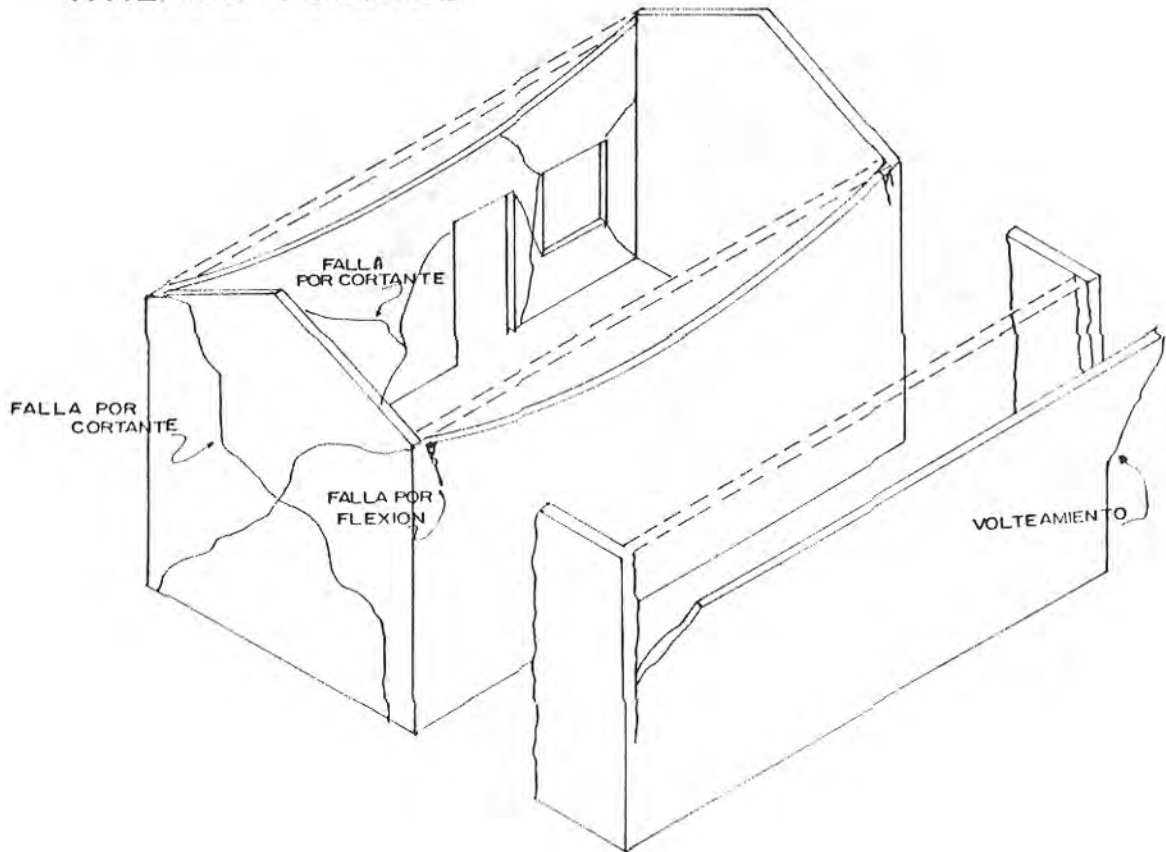 FALLA
POR CORTANTE
FALLA POR
CORTANTE
FALLA POR
FLEXION
VOLTEAMIENTO